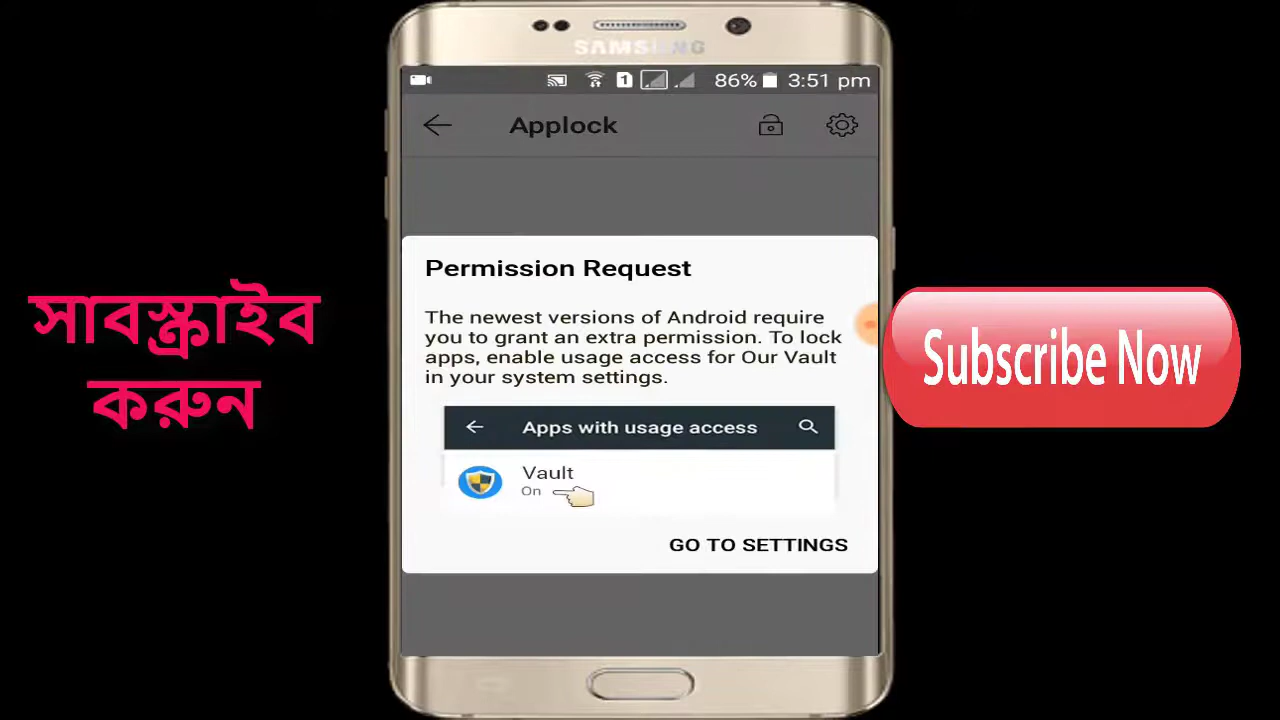 SAMSUNG
1 86% 3:51 pm
Applock
Permission Request
The newest versions of Android require
you to grant an extra permission. To lock
apps, enable usage access for Our Vault
in your system settings.
Apps with usage access
Vault
On
GO TO SETTINGS
সাবস্ক্রাইব
করুন
Subscribe Now